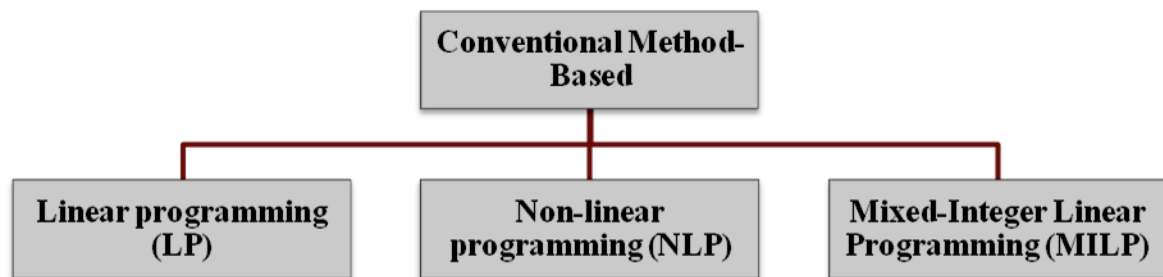 Conventional Method-
Based
Linear programming
(LP)
Non-linear
programming (NLP)
Mixed-Integer Linear
Programming (MILP)